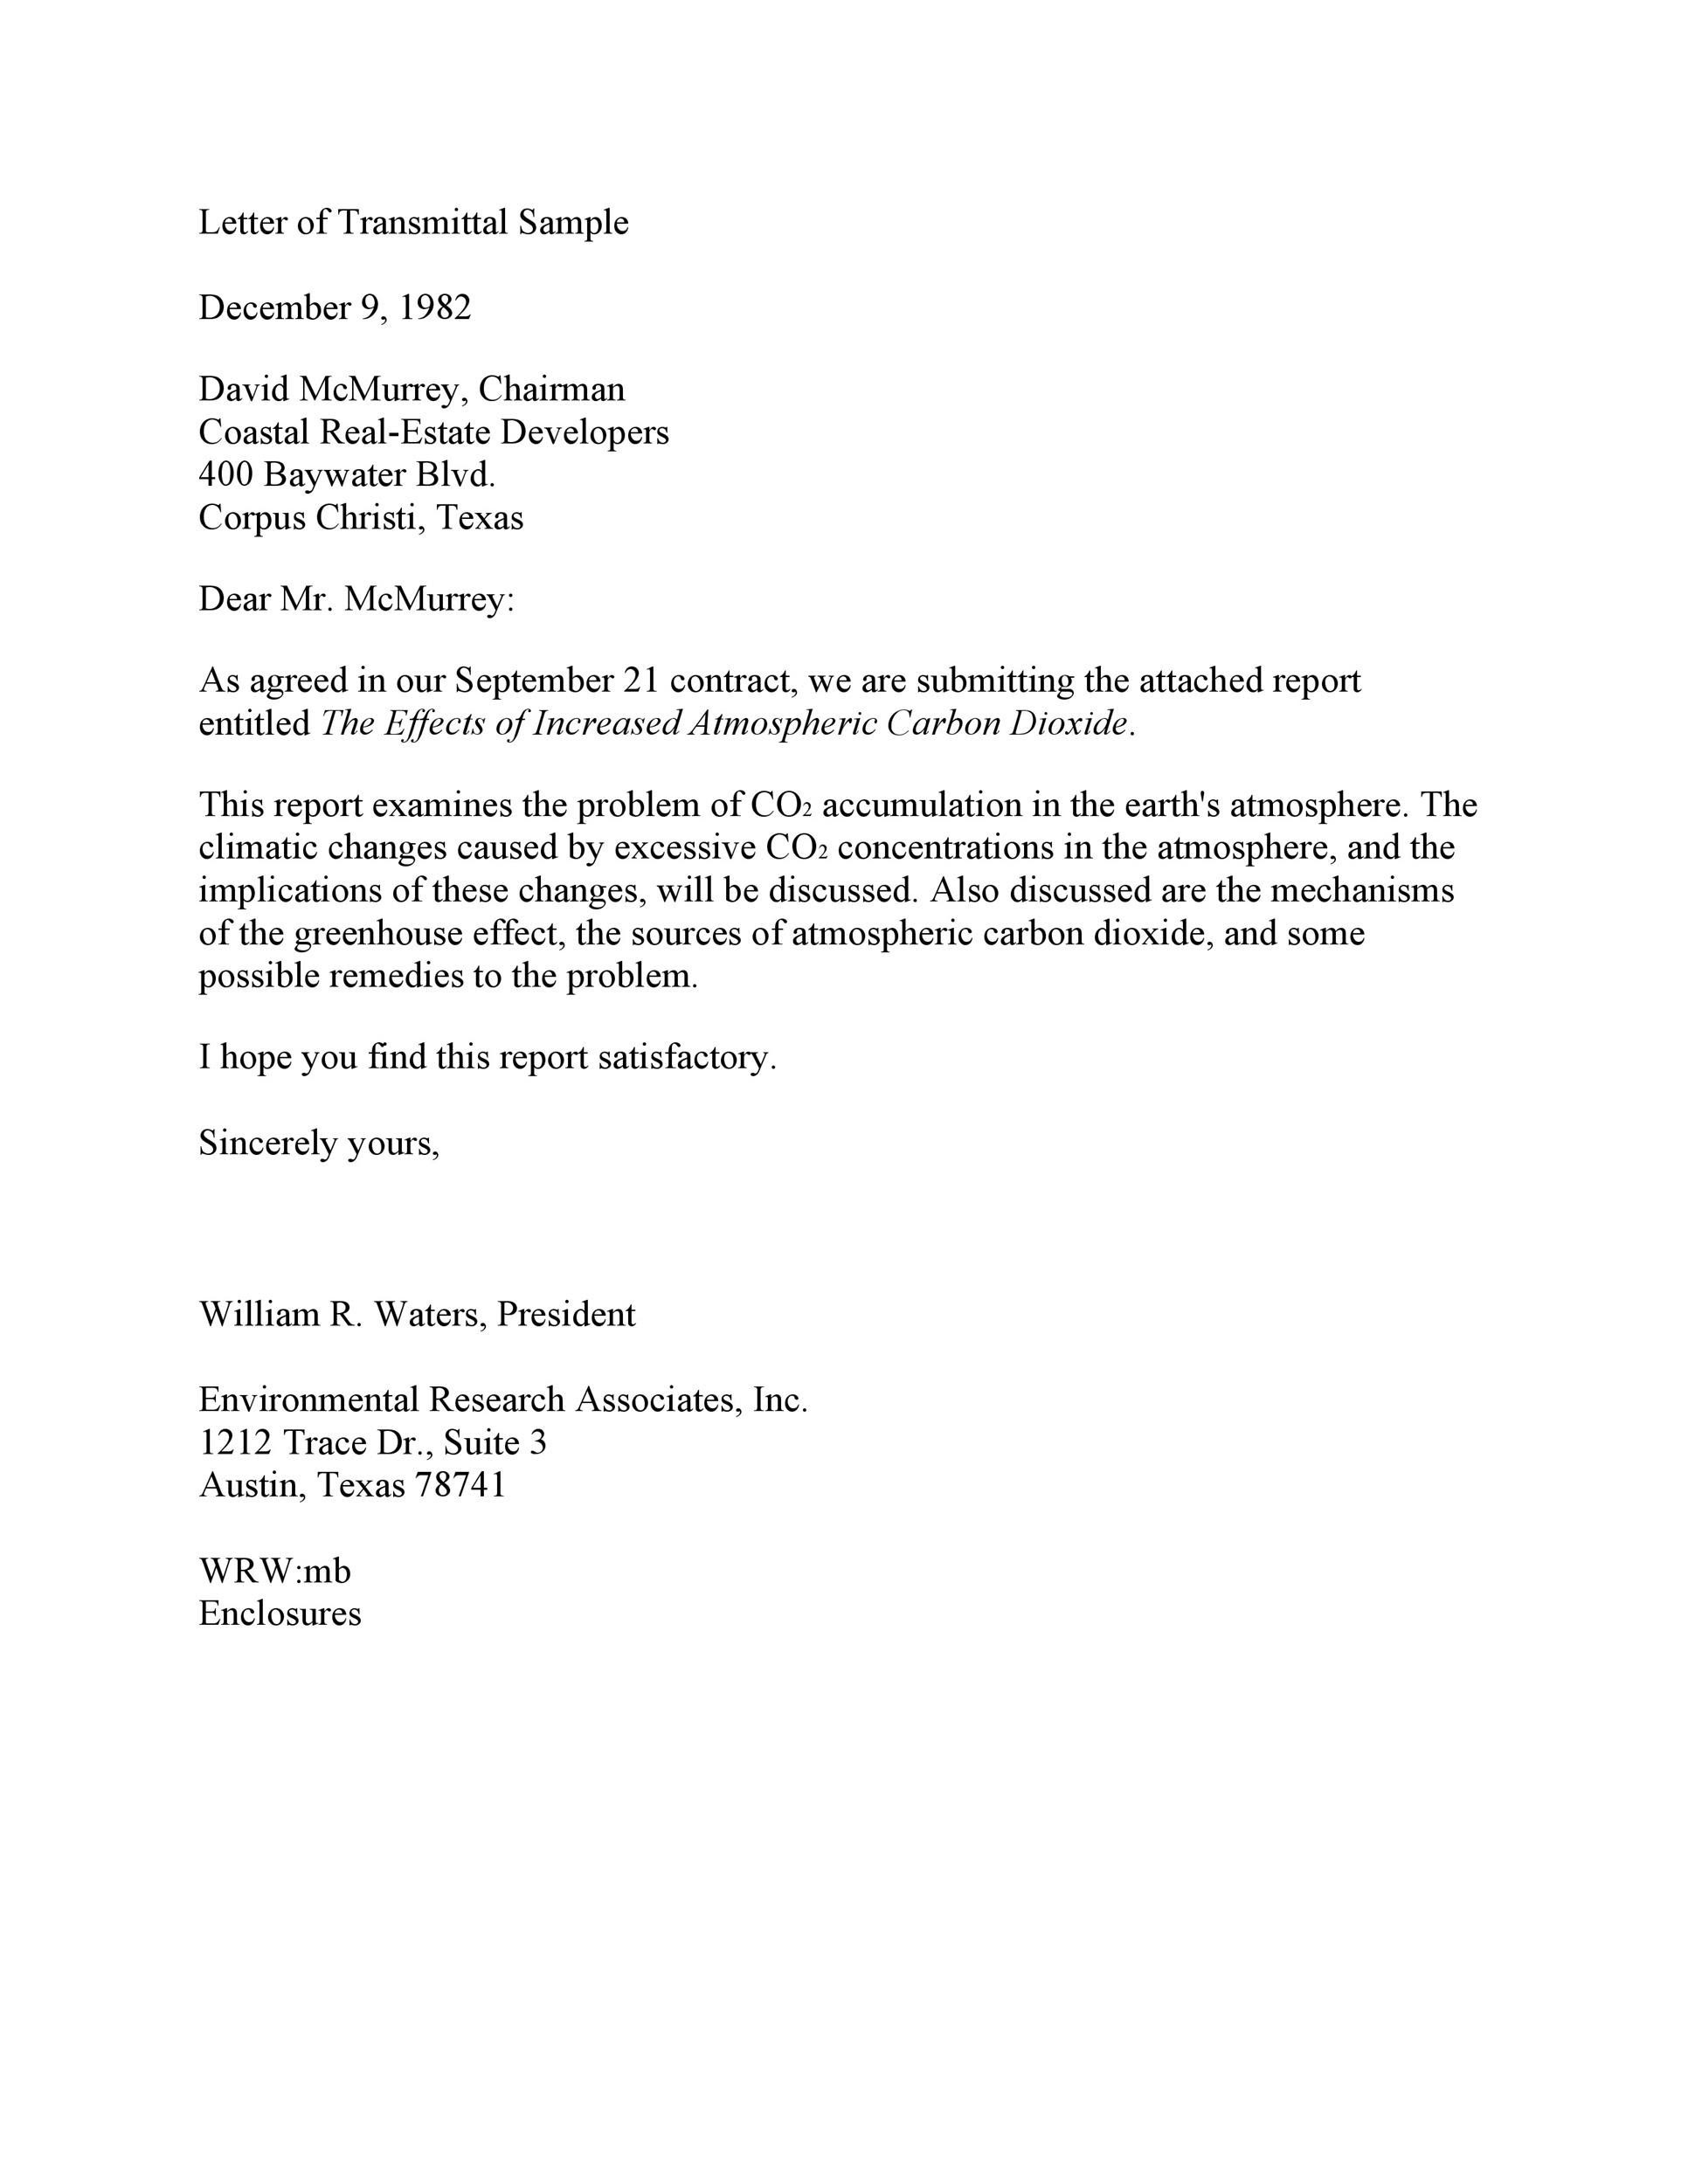 Letter of Transmittal Sample
December 9, 1982
David McMurrey, Chairman
Coastal Real-Estate Developers
400 Baywater Blvd.
Corpus Christi, Texas
Dear Mr. McMurrey:
As agreed in our September 21 contract, we are submitting the attached report
entitled The Effects of Increased Atmospheric Carbon Dioxide.
This report examines the problem of CO₂ accumulation in the earth's atmosphere. The
climatic changes caused by excessive CO₂ concentrations in the atmosphere, and the
implications of these changes, will be discussed. Also discussed are the mechanisms
of the greenhouse effect, the sources of atmospheric carbon dioxide, and some
possible remedies to the problem.
I hope you find this report satisfactory.
Sincerely yours,
William R. Waters, President
Environmental Research Associates, Inc.
1212 Trace Dr., Suite 3
Austin, Texas 78741
WRW:mb
Enclosures